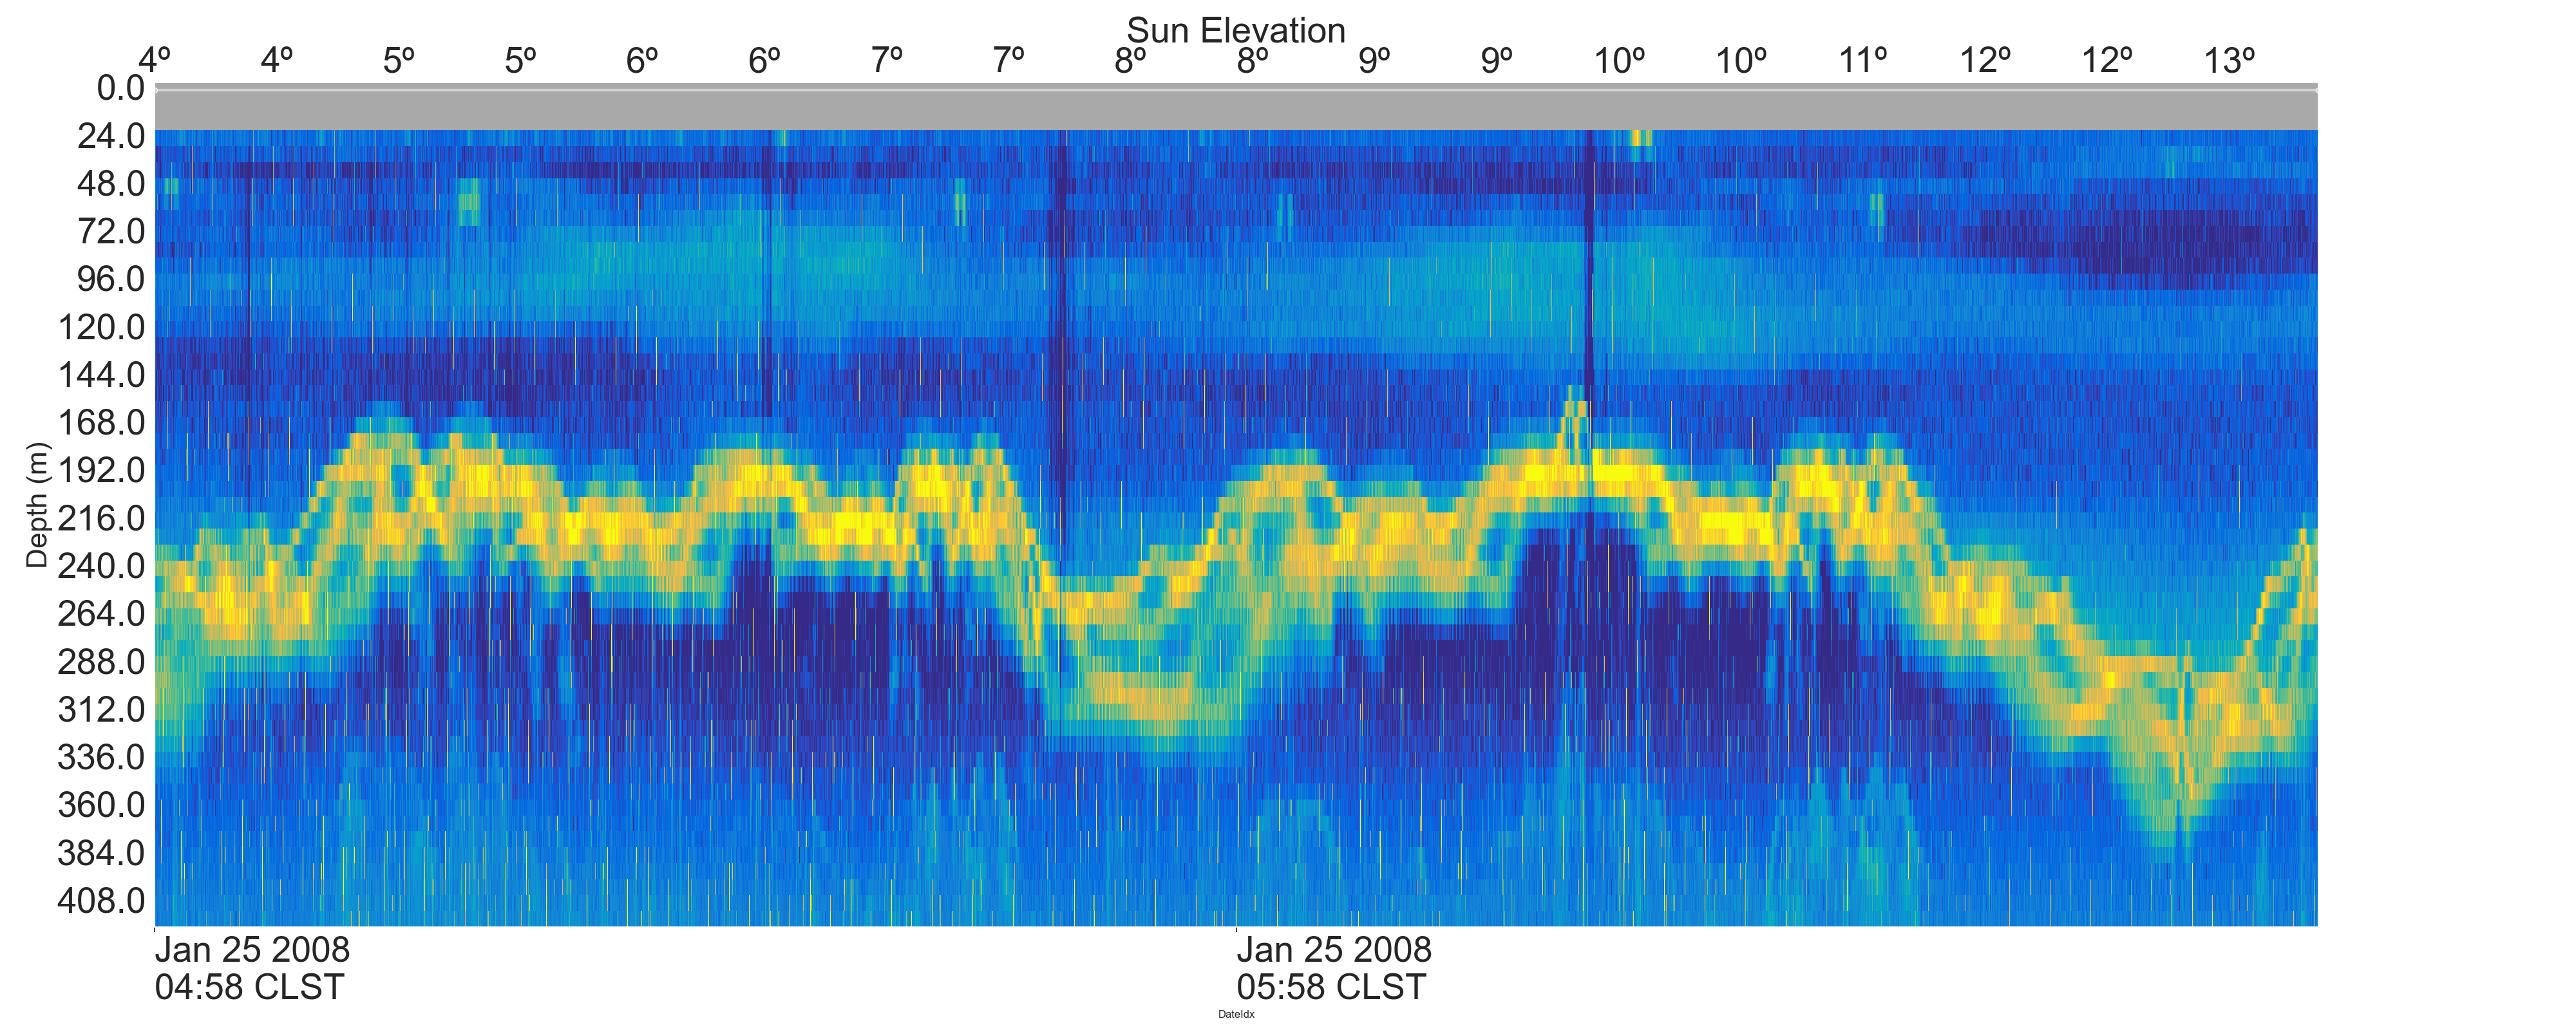 Sun Elevation
4º 4º 5º 5º 6º 6º 7º 7º 8º 8º 9º 9º 10º 10º 11º 12º 12º 13º
Depth (m)
0.0
24.0
48.0
72.0
96.0
120.0
144.0
168.0
192.0
216.0
240.0
264.0
288.0
312.0
336.0
360.0
384.0
408.0
Jan 25 2008
04:58 CLST
Jan 25 2008
05:58 CLST
DateIdx